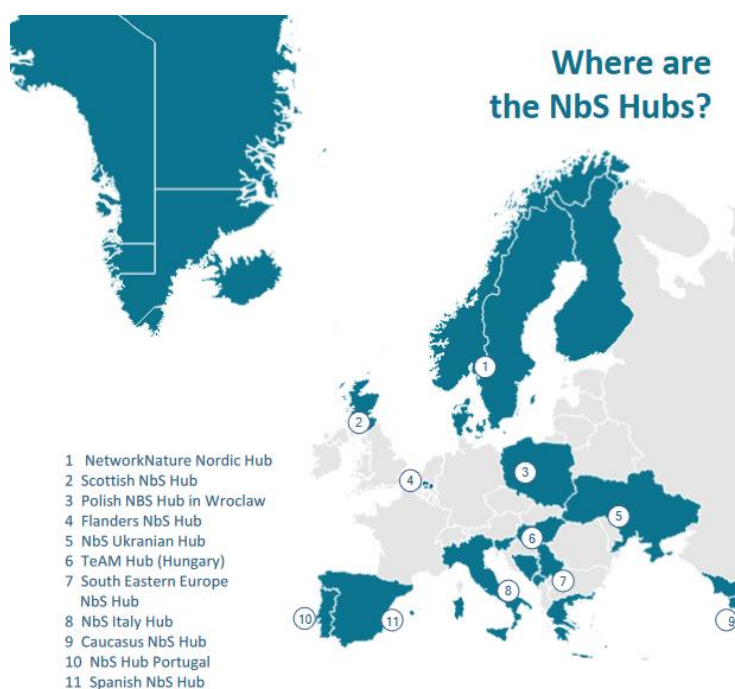 Where are
the NbS Hubs?
1
2
3
4
5
6
7
8
9
10
11
1 NetworkNature Nordic Hub
2 Scottish NbS Hub
3 Polish NBS Hub in Wroclaw
4 Flanders NbS Hub
5 NbS Ukranian Hub
6 TeAM Hub (Hungary)
7 South Eastern Europe
NbS Hub
8 NbS Italy Hub
9 Caucasus NbS Hub
10 NbS Hub Portugal
11 Spanish NbS Hub